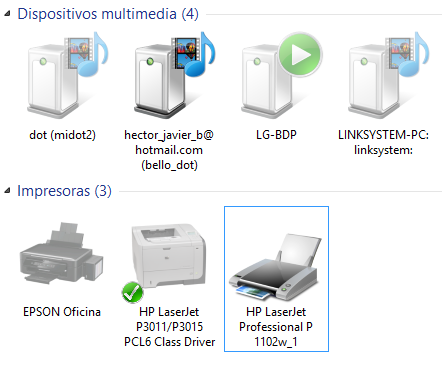 Dispositivos multimedia (4)
dot (midot2)
hector_javier_b@
hotmail.com
(bello_dot)
LG-BDP
LINKSYSTEM-PC:
linksystem:
Impresoras (3)
EPSON Oficina
HP LaserJet
P3011/P3015
PCL6 Class Driver
HP LaserJet
Professional P
1102w_1